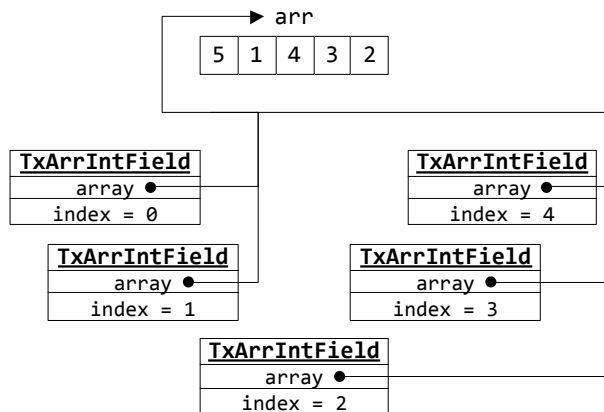 arr
5 1 4 3 2
TxArrIntField
array
index = 0
TxArrIntField
array
index = 4
TxArrIntField
array
index = 1
TxArrIntField
array
index = 3
TxArrIntField
array
index = 2